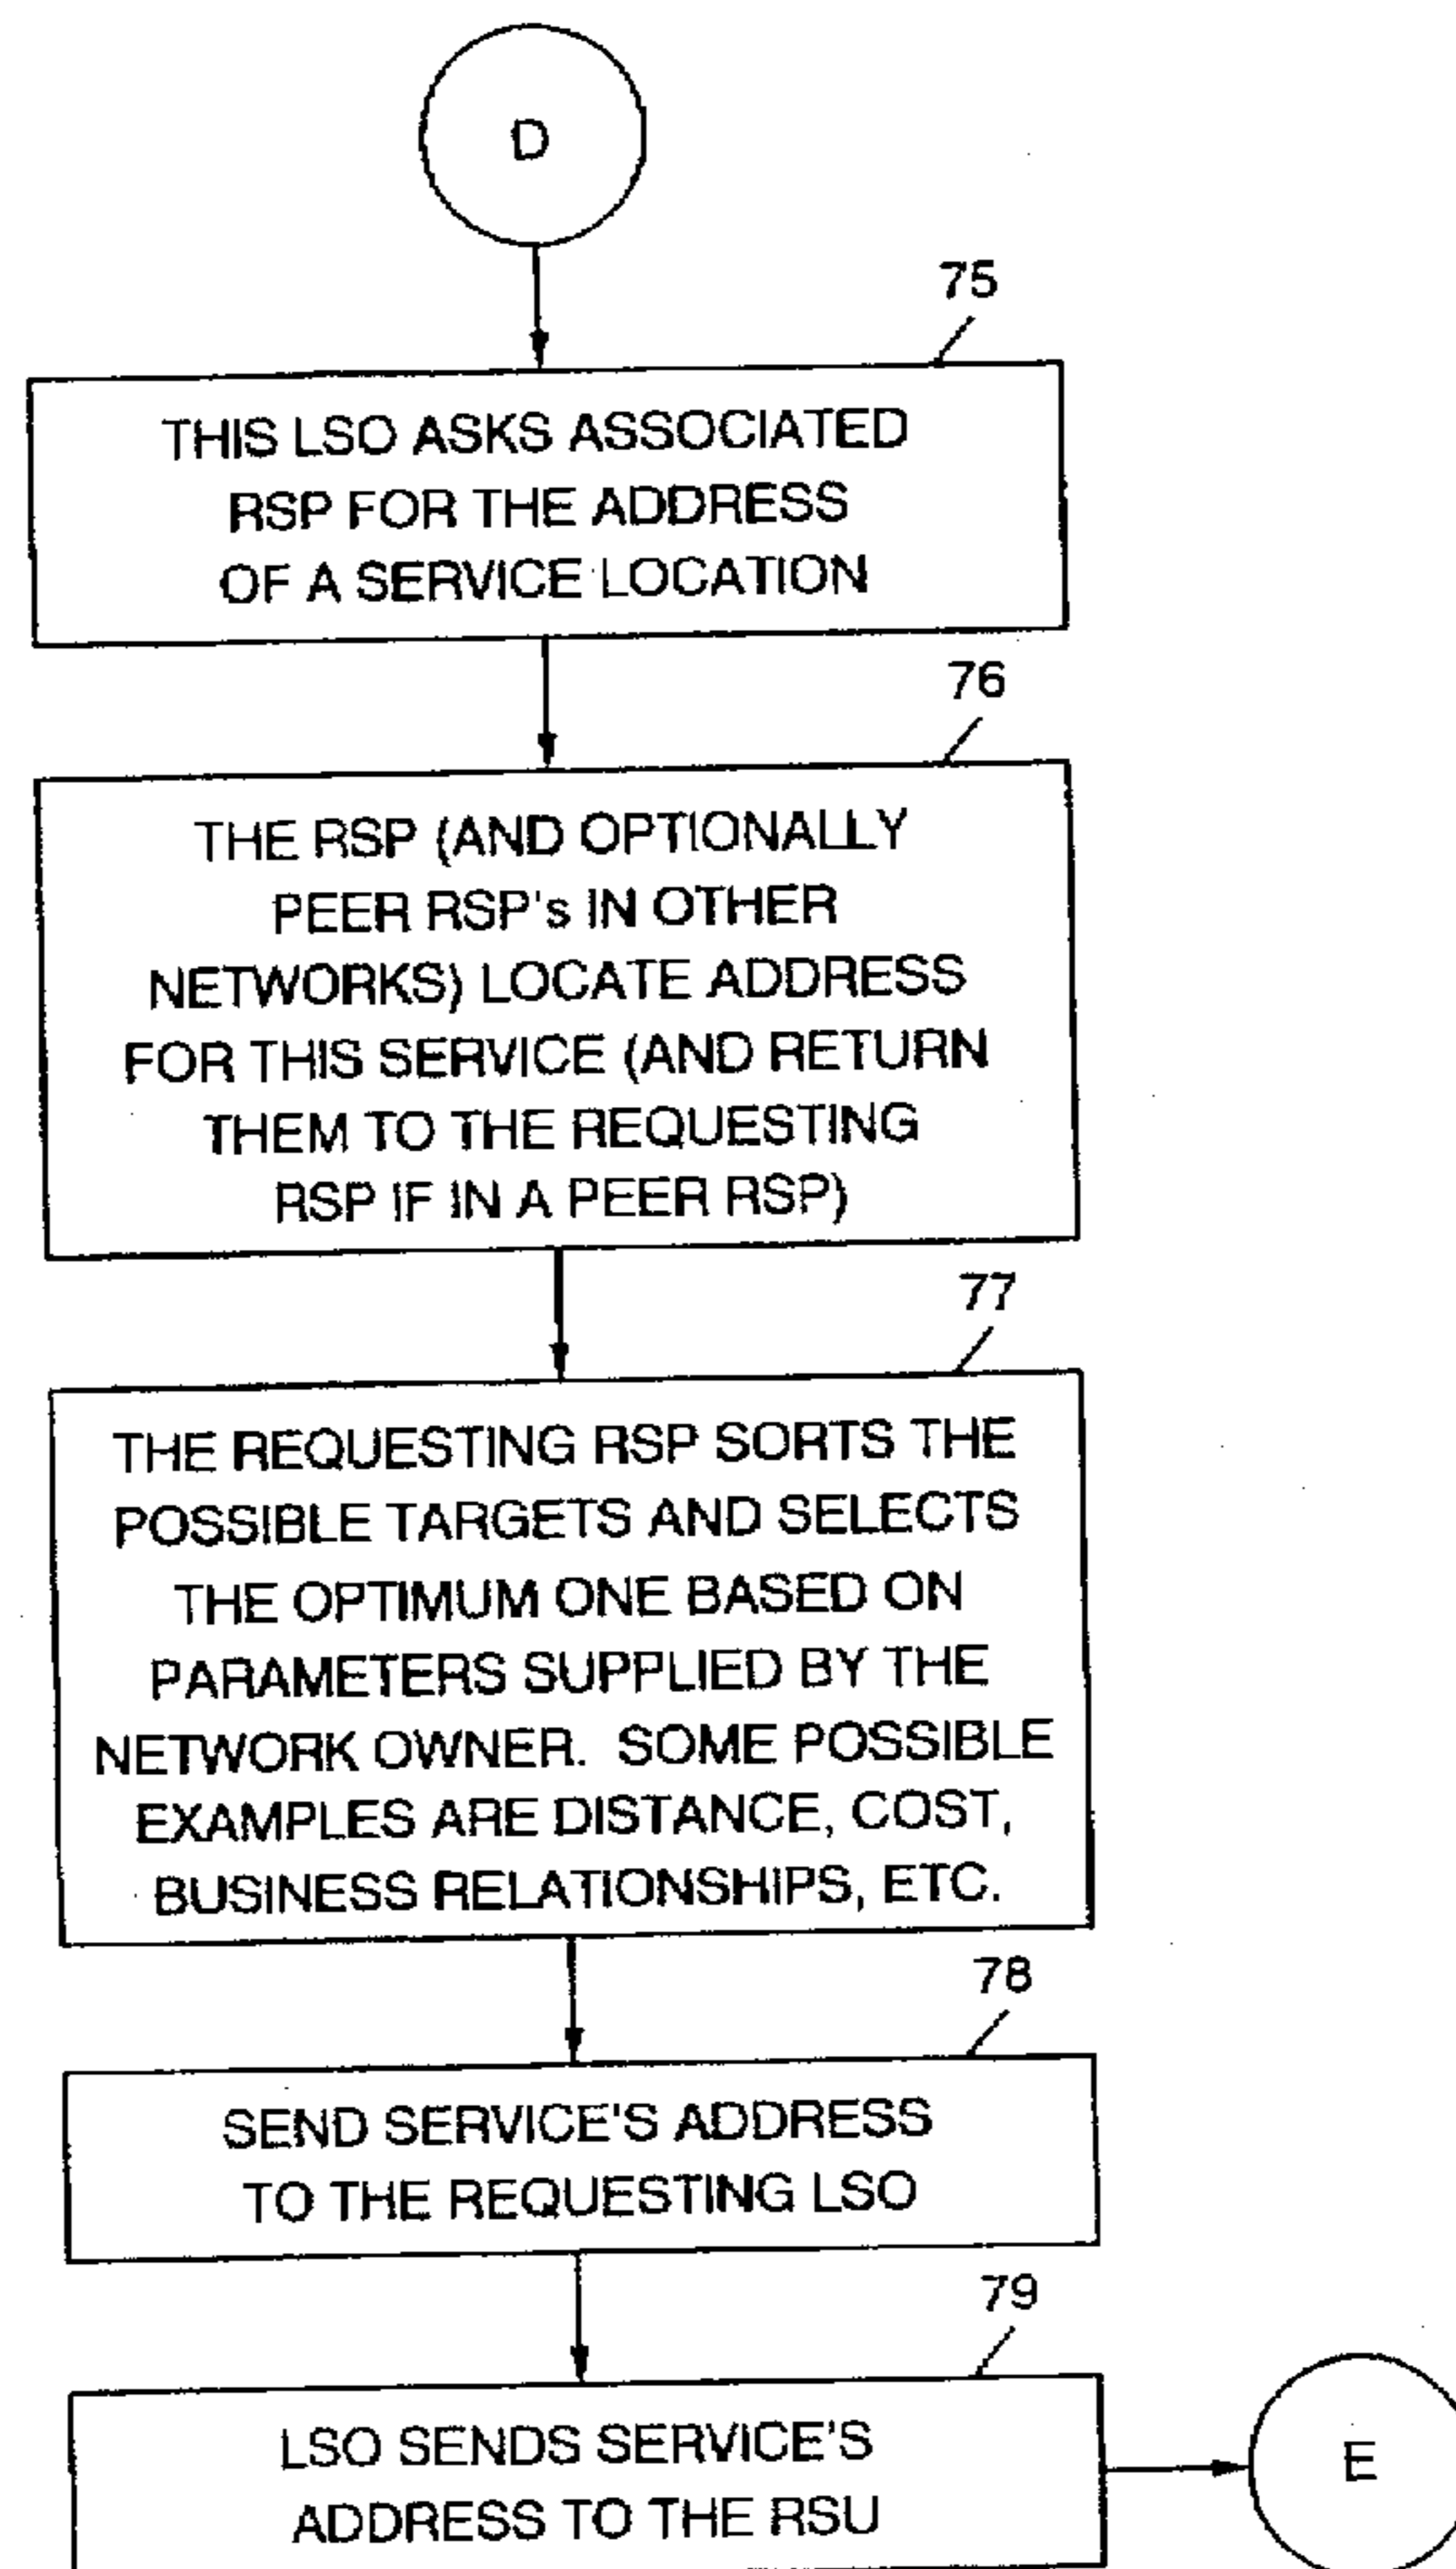 D
75
THIS LSO ASKS ASSOCIATED
RSP FOR THE ADDRESS
OF A SERVICE LOCATION
76
THE RSP (AND OPTIONALLY
PEER RSP's IN OTHER
NETWORKS) LOCATE ADDRESS
FOR THIS SERVICE (AND RETURN
THEM TO THE REQUESTING
RSP IF IN A PEER RSP)
77
THE REQUESTING RSP SORTS THE
POSSIBLE TARGETS AND SELECTS
THE OPTIMUM ONE BASED ON
PARAMETERS SUPPLIED BY THE
NETWORK OWNER. SOME POSSIBLE
EXAMPLES ARE DISTANCE, COST,
BUSINESS RELATIONSHIPS, ETC.
78
SEND SERVICE'S ADDRESS
TO THE REQUESTING LSO
79
LSO SENDS SERVICE'S
ADDRESS TO THE RSU
E